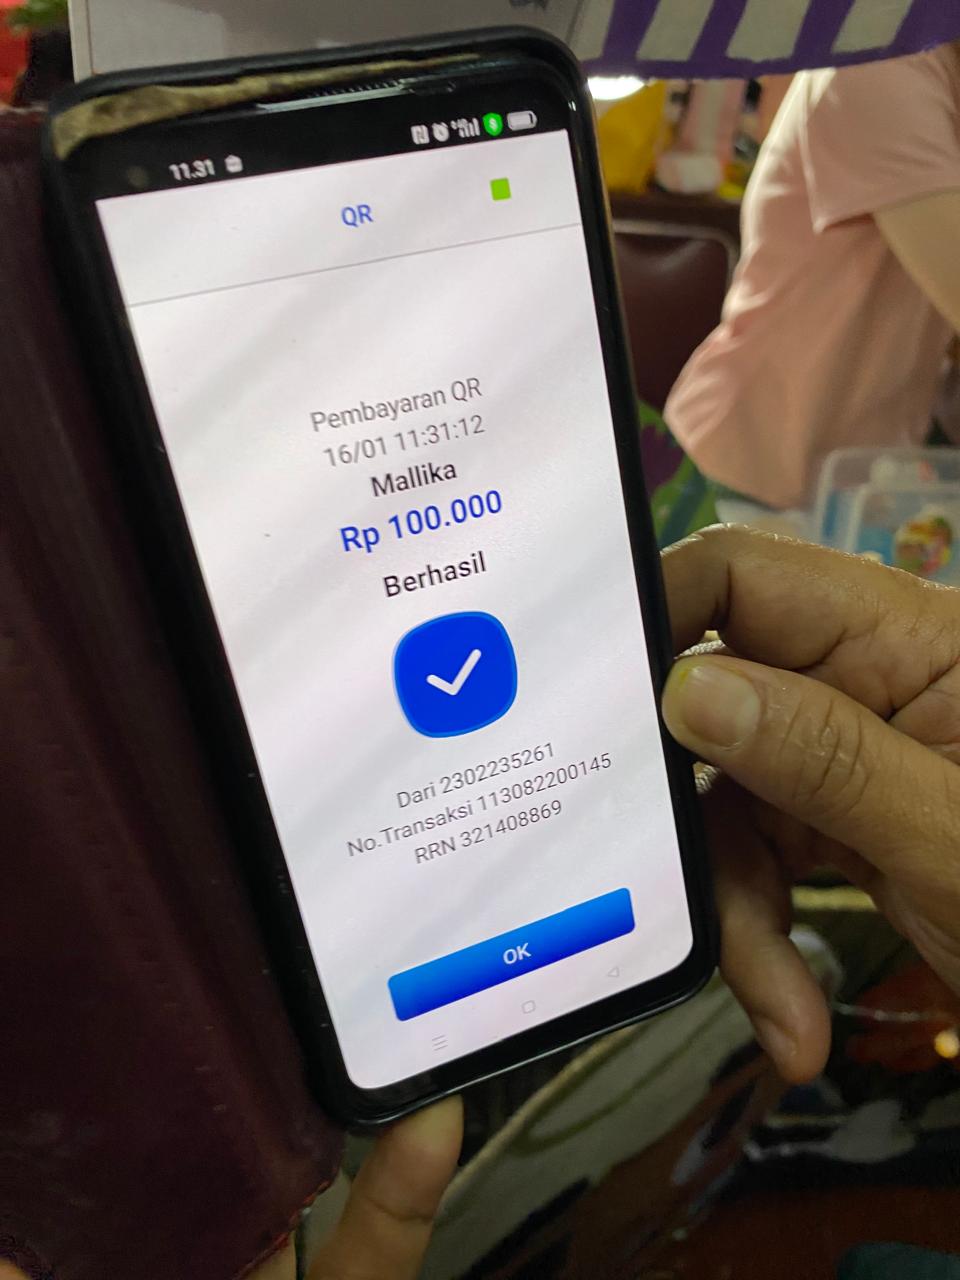 11.31
QR
Pembayaran QR
16/01 11:31:12
Mallika
Rp 100.000
Berhasil
Dari 2302235261
No.Transaksi 113082200145
RRN 321408869
OK